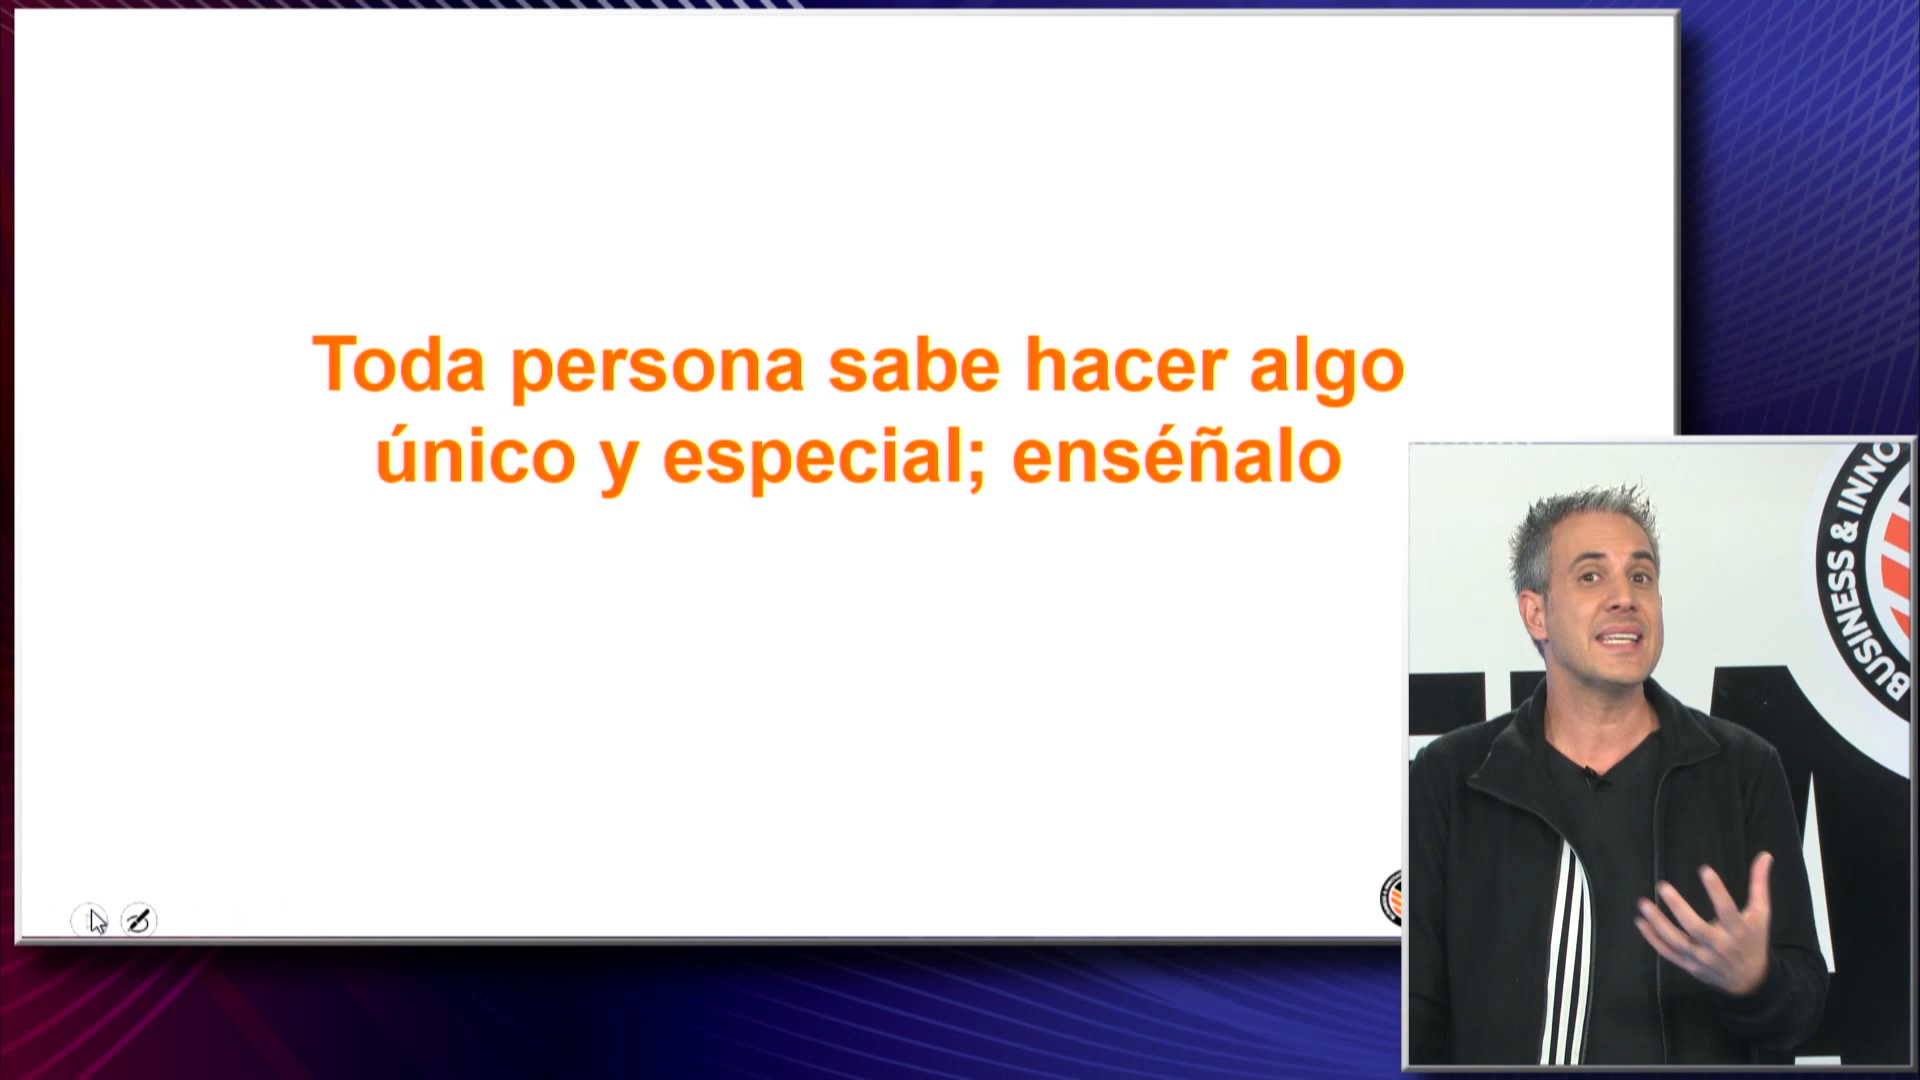 Toda persona sabe hacer algo
único y especial; enséñalo
BUSINESS & INNO